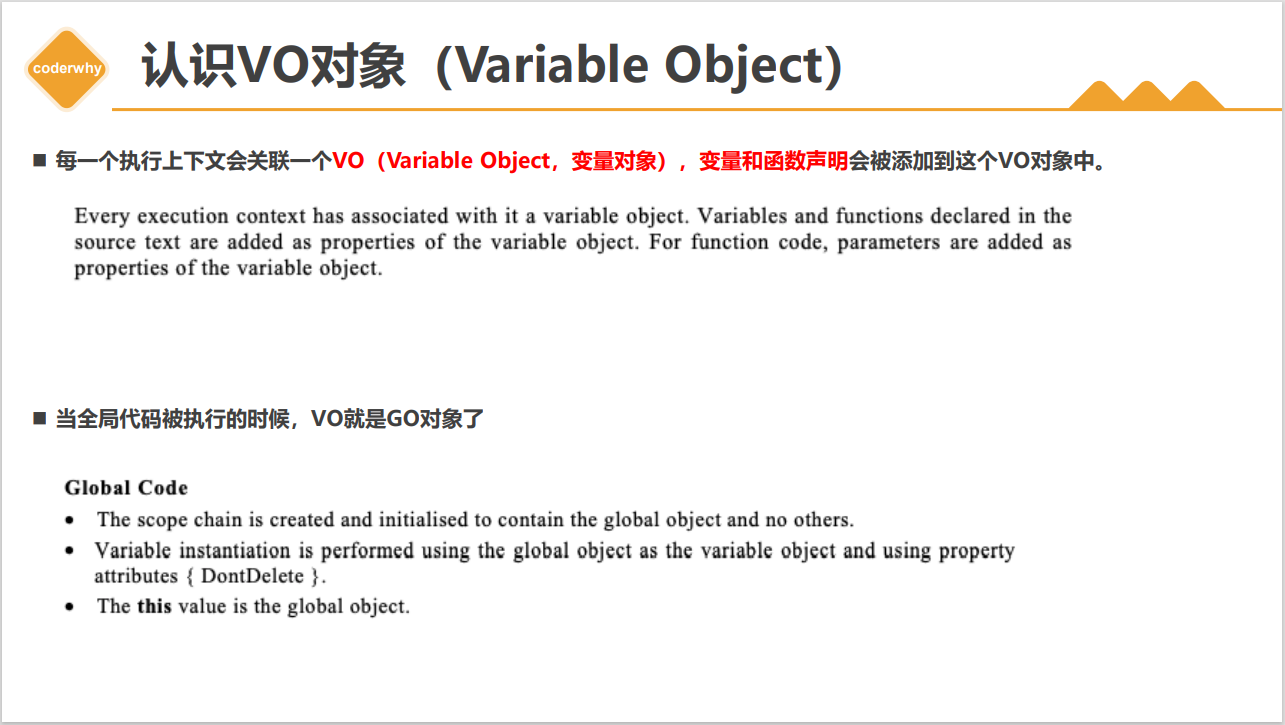 coderwhy
认识VO对象（Variable Object）
■ 每一个执行上下文会关联一个VO（Variable Object，变量对象），变量和函数声明会被添加到这个VO对象中。
Every execution context has associated with it a variable object. Variables and functions declared in the
source text are added as properties of the variable object. For function code, parameters are added as
properties of the variable object.
■ 当全局代码被执行的时候，VO就是GO对象了
Global Code
• The scope chain is created and initialised to contain the global object and no others.
• Variable instantiation is performed using the global object as the variable object and using property
attributes { DontDelete }.
• The this value is the global object.